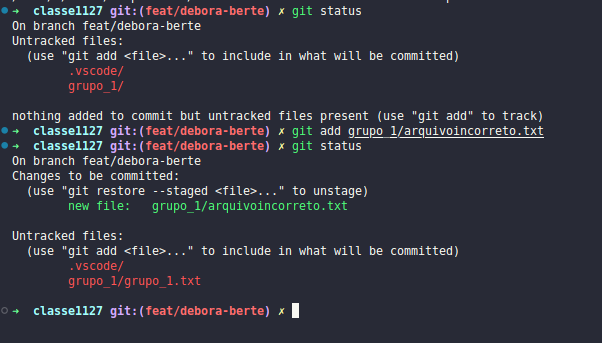 → classe1127 git:(feat/debora-berte) ✗ git status
On branch feat/debora-berte
Untracked files:
  (use "git add <file>..." to include in what will be committed)
        .vscode/
        grupo_1/

nothing added to commit but untracked files present (use "git add" to track)
→ classe1127 git:(feat/debora-berte) ✗ git add grupo_1/arquivoincorreto.txt
→ classe1127 git:(feat/debora-berte) ✗ git status
On branch feat/debora-berte
Changes to be committed:
  (use "git restore --staged <file>..." to unstage)
        new file:   grupo_1/arquivoincorreto.txt

Untracked files:
  (use "git add <file>..." to include in what will be committed)
        .vscode/
        grupo_1/grupo_1.txt

→ classe1127 git:(feat/debora-berte) ✗